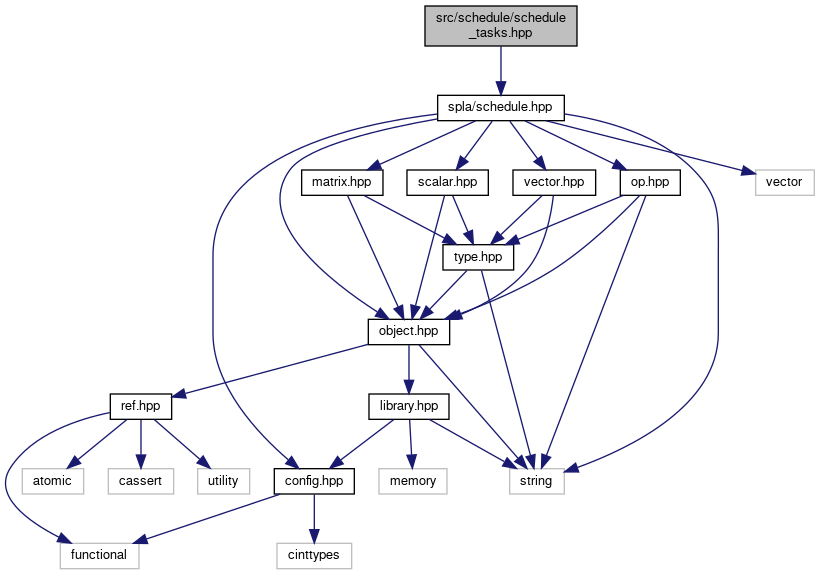 src/schedule/schedule
_tasks.hpp
spla/schedule.hpp
matrix.hpp
scalar.hpp
vector.hpp
op.hpp
vector
type.hpp
object.hpp
ref.hpp
library.hpp
atomic
cassert
utility
config.hpp
memory
string
functional
cinttypes